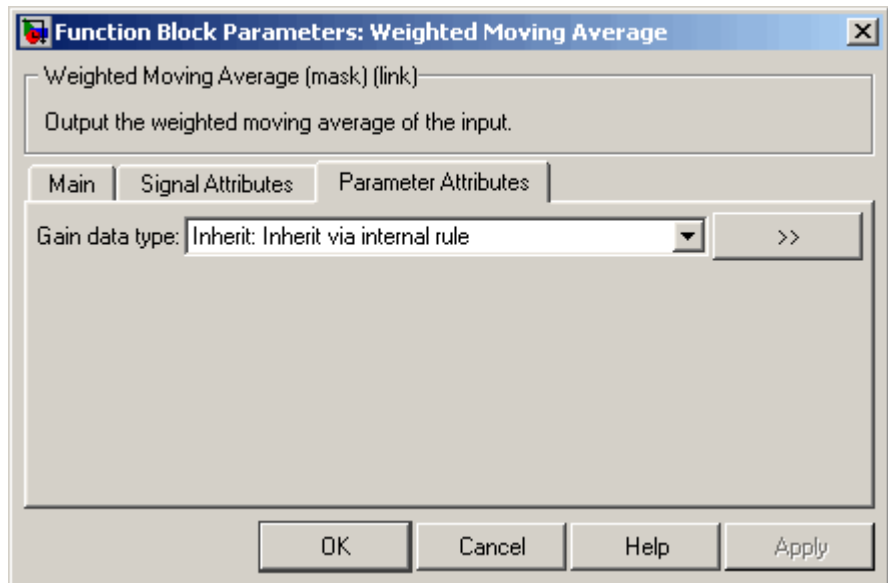 Function Block Parameters: Weighted Moving Average
Weighted Moving Average (mask) (link)
Output the weighted moving average of the input.
Main Signal Attributes Parameter Attributes
Gain data type: Inherit: Inherit via internal rule >>
OK Cancel Help Apply